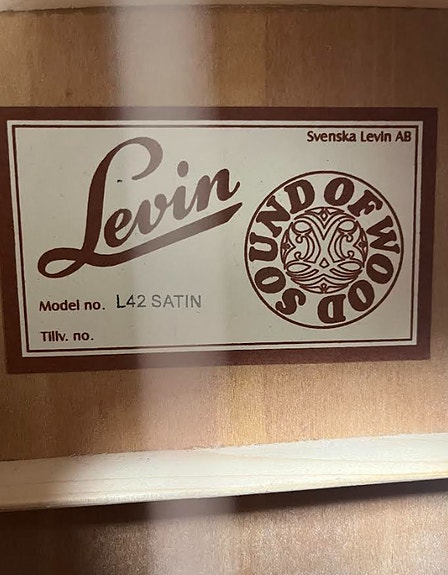 Svenska Levin AB
Levin
SOUND OF WOOD
Model no. L42 SATIN
Tillv. no.